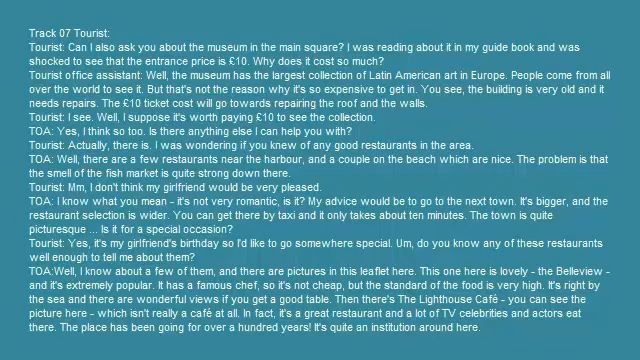 Track 07 Tourist:
Tourist: Can I also ask you about the museum in the main square? I was reading about it in my guide book and was
shocked to see that the entrance price is £10. Why does it cost so much?
Tourist office assistant: Well, the museum has the largest collection of Latin American art in Europe. People come from all
over the world to see it. But that's not the reason why it's so expensive to get in. You see, the building is very old and it
needs repairs. The £10 ticket cost will go towards repairing the roof and the walls.
Tourist: I see. Well, I suppose it's worth paying £10 to see the collection.
TOA: Yes, I think so too. Is there anything else I can help you with?
Tourist: Actually, there is. I was wondering if you knew of any good restaurants in the area.
TOA: Well, there are a few restaurants near the harbour, and a couple on the beach which are nice. The problem is that
the smell of the fish market is quite strong down there.
Tourist: Mm, I don't think my girlfriend would be very pleased.
TOA: I know what you mean - it's not very romantic, is it? My advice would be to go to the next town. It's bigger, and the
restaurant selection is wider. You can get there by taxi and it only takes about ten minutes. The town is quite
picturesque ... Is it for a special occasion?
Tourist: Yes, it's my girlfriend's birthday so I'd like to go somewhere special. Um, do you know any of these restaurants
well enough to tell me about them?
TOA:Well, I know about a few of them, and there are pictures in this leaflet here. This one here is lovely - the Belleview -
and it's extremely popular. It has a famous chef, so it's not cheap, but the standard of the food is very high. It's right by
the sea and there are wonderful views if you get a good table. Then there's The Lighthouse Café - you can see the
picture here - which isn't really a café at all. In fact, it's a great restaurant and a lot of TV celebrities and actors eat
there. The place has been going for over a hundred years! It's quite an institution around here.